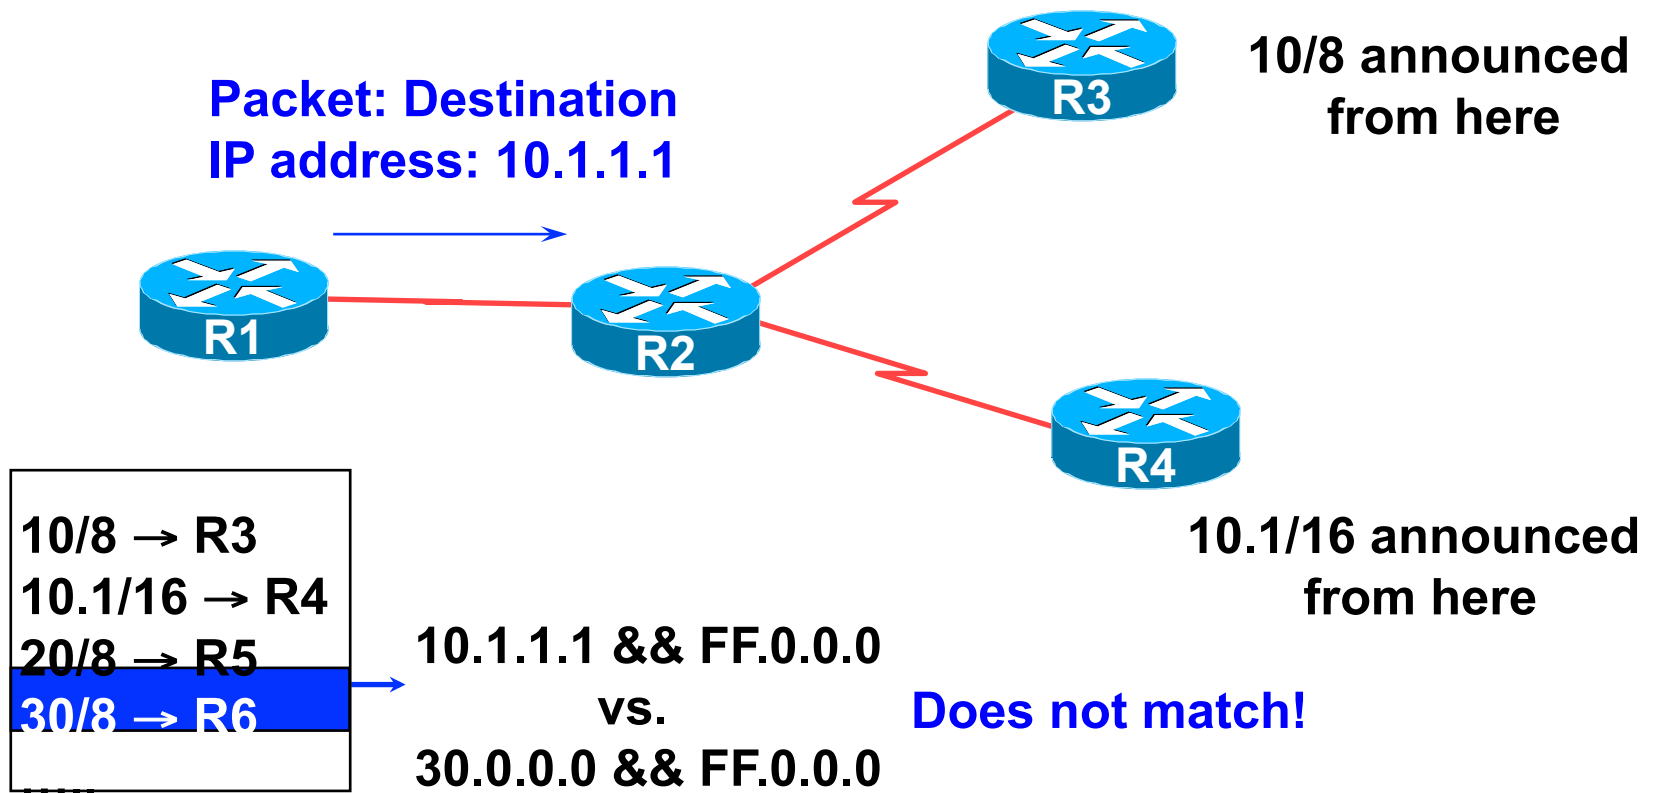 Packet: Destination
IP address: 10.1.1.1
R3
10/8 announced
from here
R1
R2
R4
10.1/16 announced
from here
10/8 → R3
10.1/16 → R4
20/8 → R5
30/8 → R6
.....
10.1.1.1 && FF.0.0.0
vs.
30.0.0.0 && FF.0.0.0
Does not match!